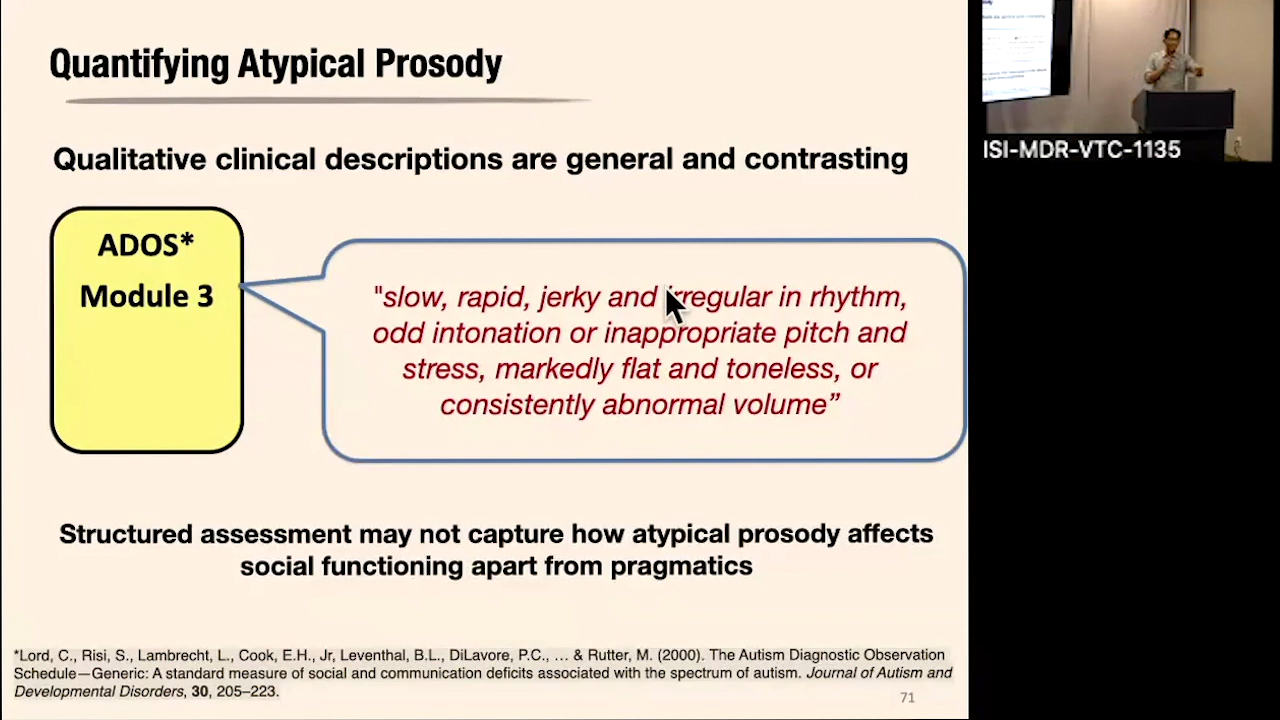 Quantifying Atypical Prosody
Qualitative clinical descriptions are general and contrasting
ADOS*
Module 3
"slow, rapid, jerky and irregular in rhythm,
odd intonation or inappropriate pitch and
stress, markedly flat and toneless, or
consistently abnormal volume”
Structured assessment may not capture how atypical prosody affects
social functioning apart from pragmatics
*Lord, C., Risi, S., Lambrecht, L., Cook, E.H., Jr, Leventhal, B.L., DiLavore, P.C., … & Rutter, M. (2000). The Autism Diagnostic Observation
Schedule—Generic: A standard measure of social and communication deficits associated with the spectrum of autism. Journal of Autism and
Developmental Disorders, 30, 205–223.
71
ISI-MDR-VTC-1135